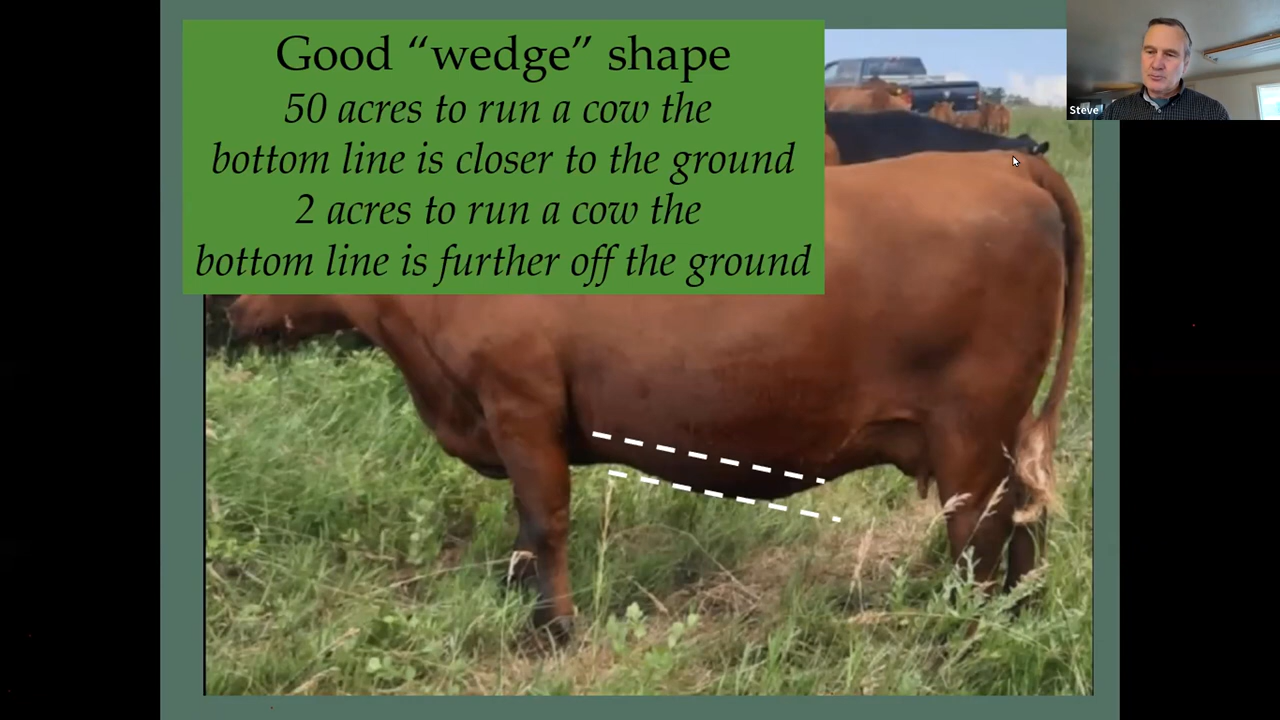 Good “wedge” shape
50 acres to run a cow the
bottom line is closer to the ground
2 acres to run a cow the
bottom line is further off the ground
Steve